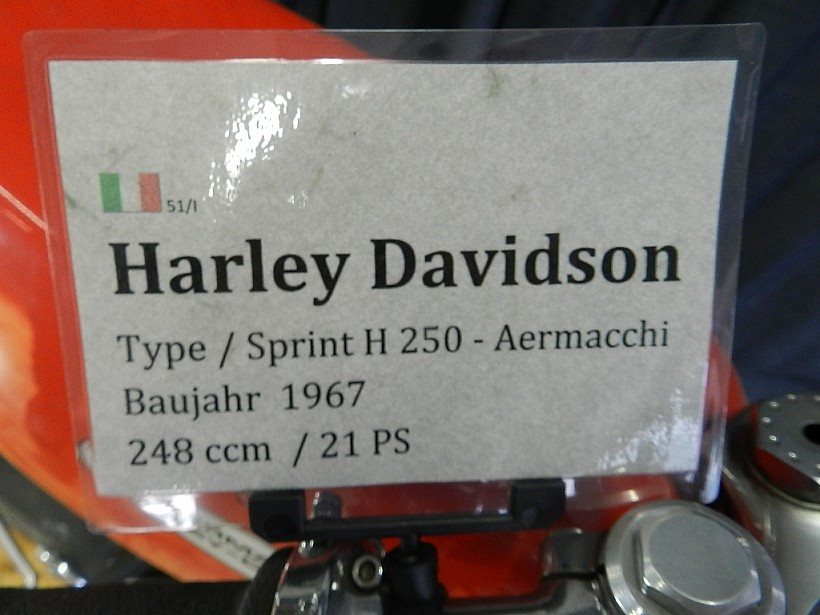 51/I
Harley Davidson
Type / Sprint H 250 - Aermacchi
Baujahr 1967
248 ccm / 21 PS